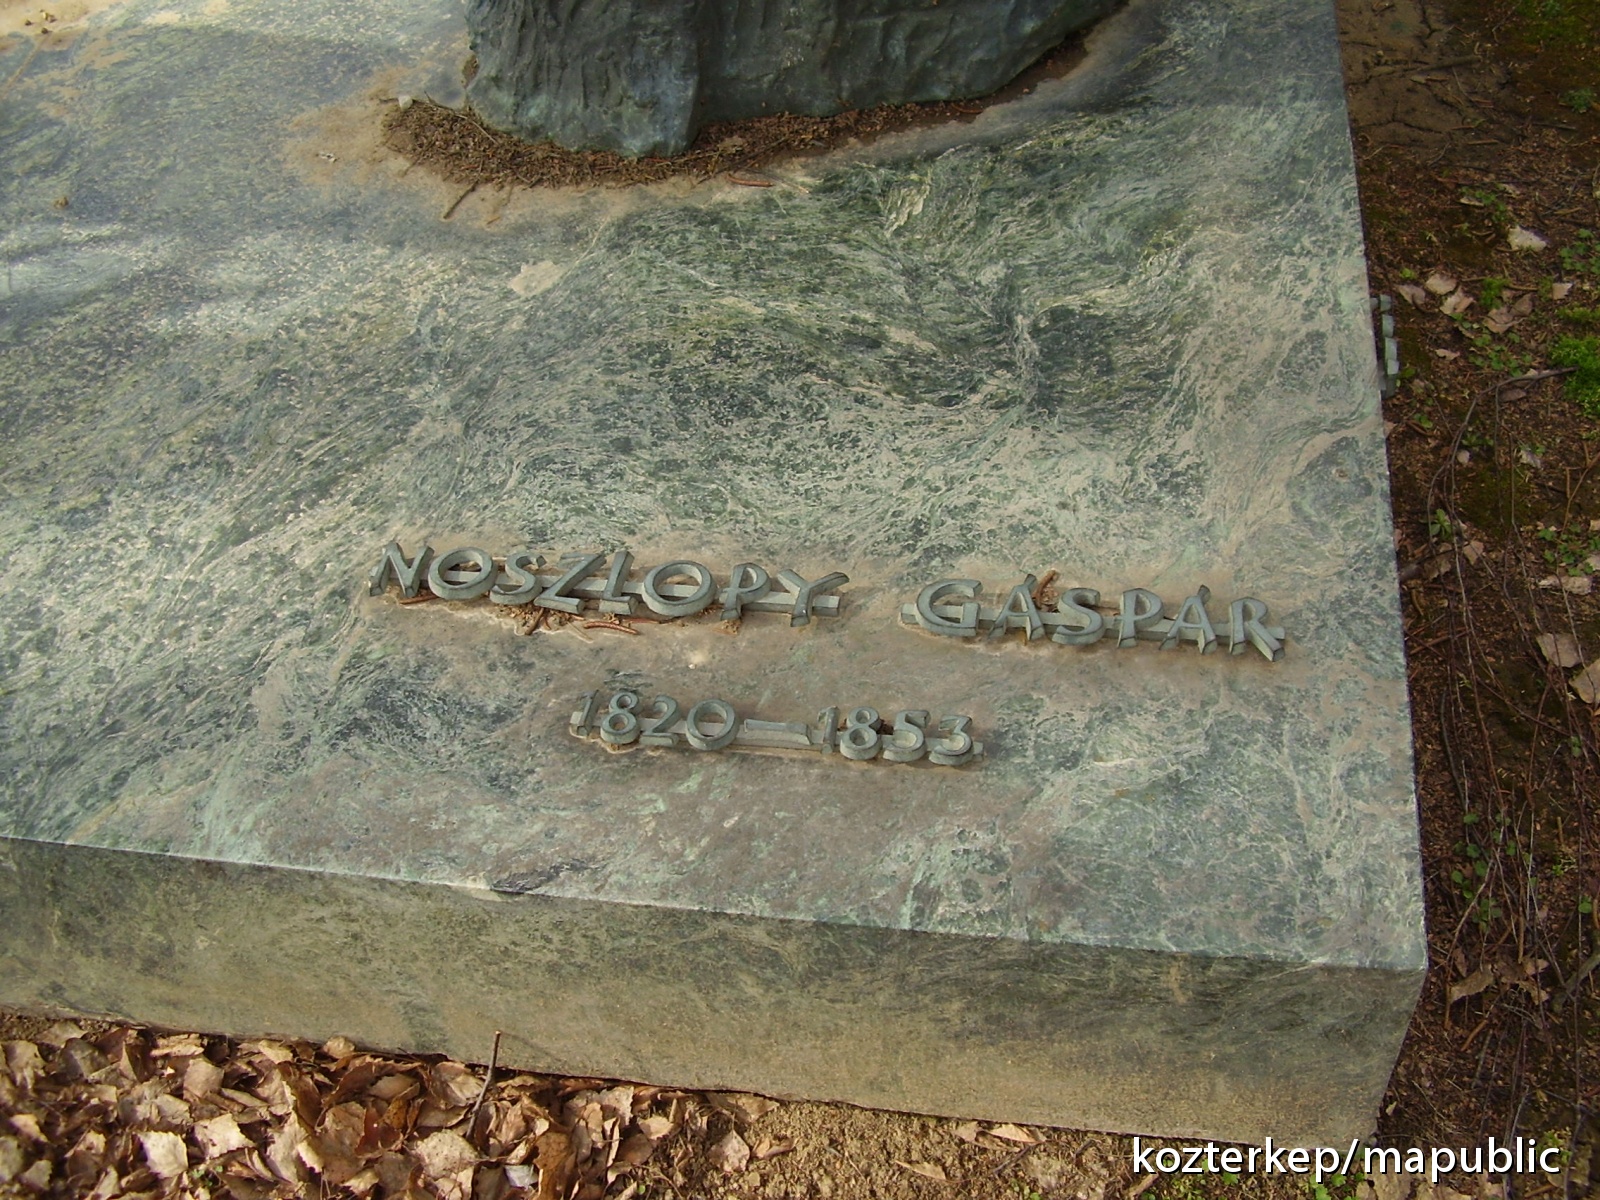 NOSZLOPY GÁSPÁR
1820–1853
kozterkep/mapublic